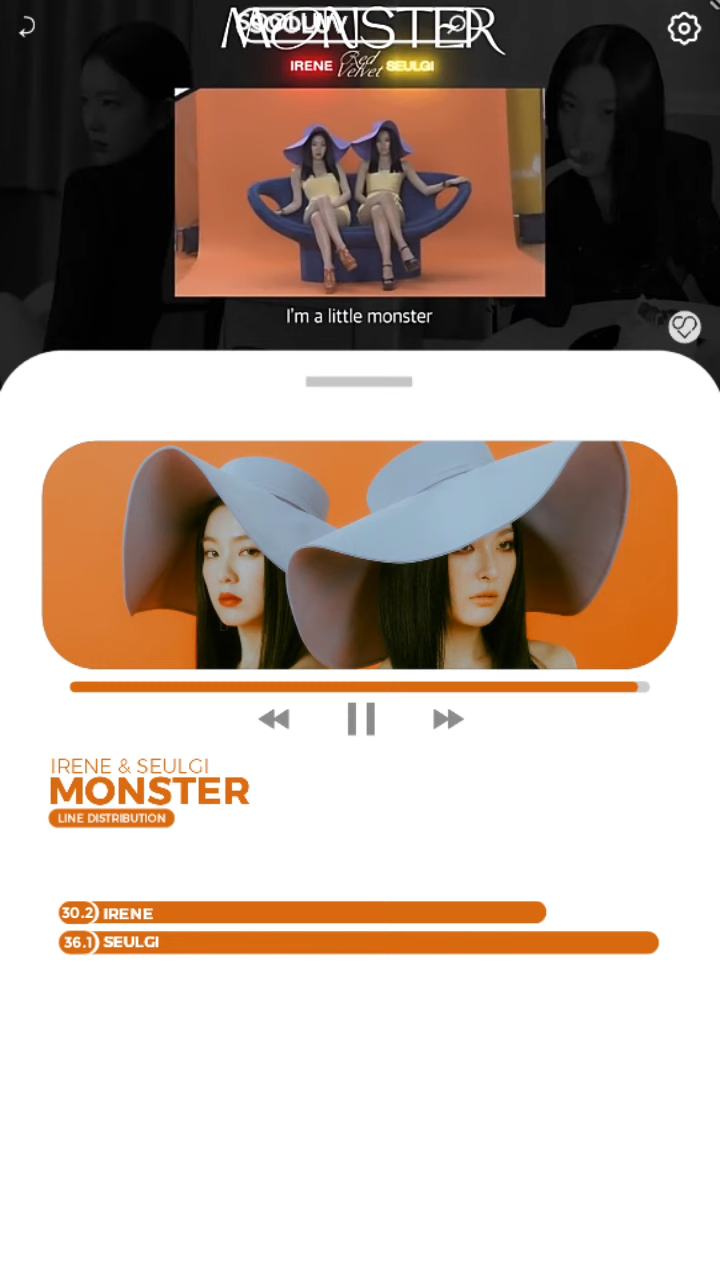 MONSTER
IRENE Red Velvet SEULGI
I'm a little monster
IRENE & SEULGI
MONSTER
LINE DISTRIBUTION
30.2 IRENE
36.1 SEULGI